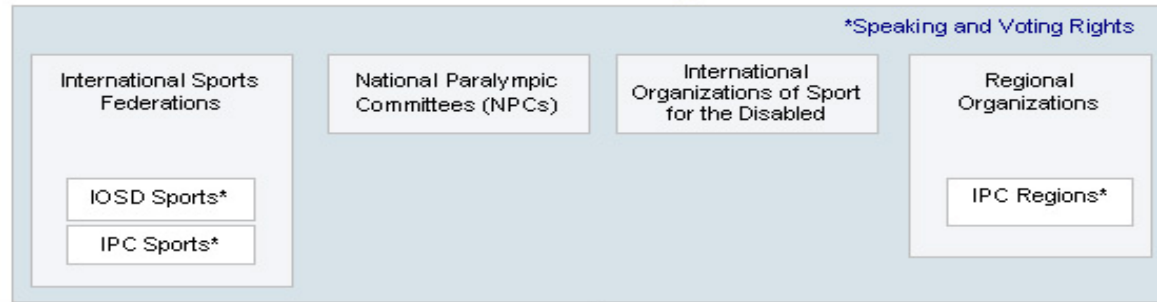 *Speaking and Voting Rights
International Sports
Federations
National Paralympic
Committees (NPCs)
International
Organizations of Sport
for the Disabled
Regional
Organizations
IOSD Sports*
IPC Sports*
IPC Regions*